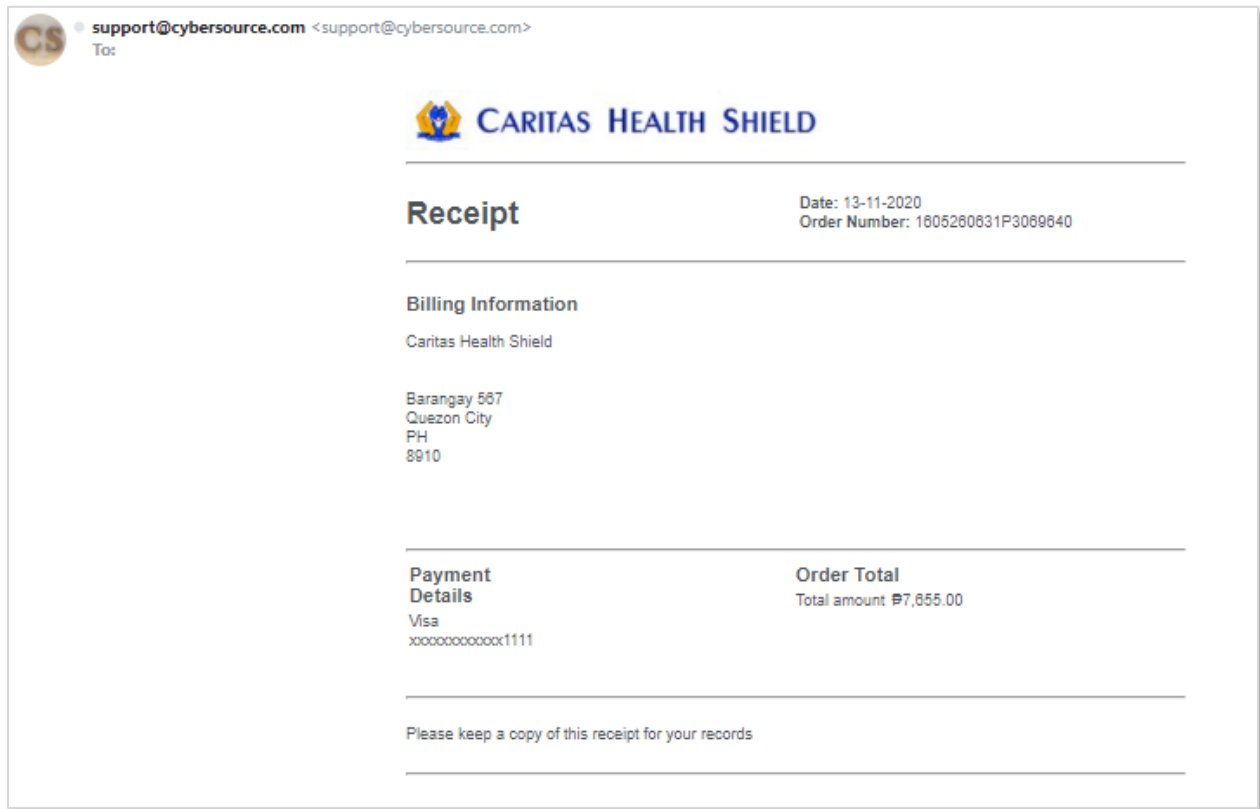 CS
support@cybersource.com <support@cybersource.com>
To:
CARITAS HEALTH SHIELD
Receipt
Date: 13-11-2020
Order Number: 1605260631P3069640
Billing Information
Caritas Health Shield
Barangay 567
Quezon City
PH
8910
Payment
Details
Visa
xxxxxxxxxxxx1111
Order Total
Total amount ₱7,655.00
Please keep a copy of this receipt for your records